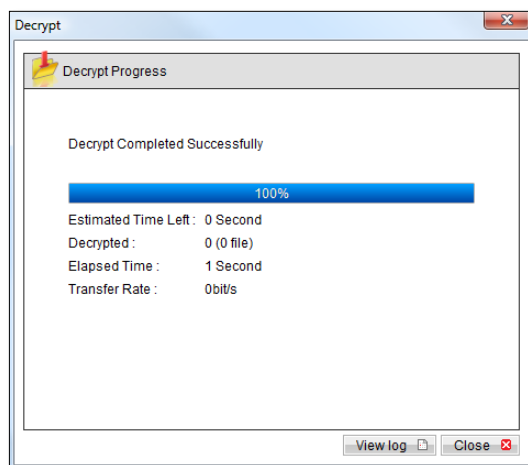 Decrypt
Decrypt Progress
Decrypt Completed Successfully
100%
Estimated Time Left : 0 Second
Decrypted : 0 (0 file)
Elapsed Time : 1 Second
Transfer Rate : 0bit/s
View log Close